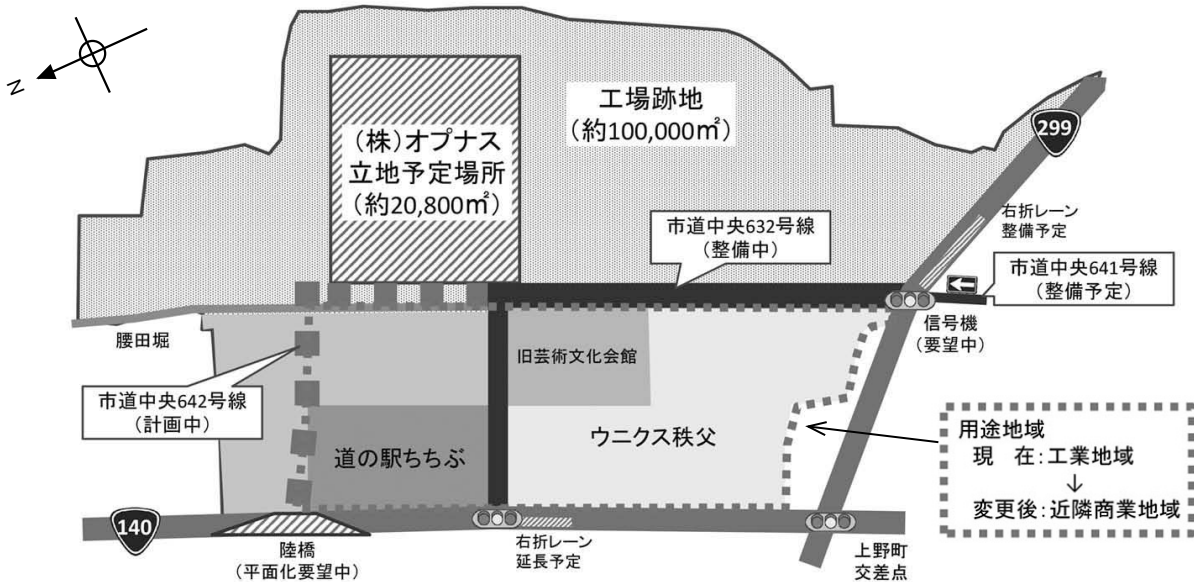 N
工場跡地
(約100,000㎡)
(株)オプナス
立地予定場所
(約20,800㎡)
299
右折レーン
整備予定
市道中央632号線
(整備中)
市道中央641号線
(整備予定)
腰田堀
旧芸術文化会館
信号機
(要望中)
市道中央642号線
(計画中)
道の駅ちちぶ
ウニクス秩父
用途地域
現 在:工業地域
↓
変更後:近隣商業地域
140
陸橋
(平面化要望中)
右折レーン
延長予定
上野町
交差点